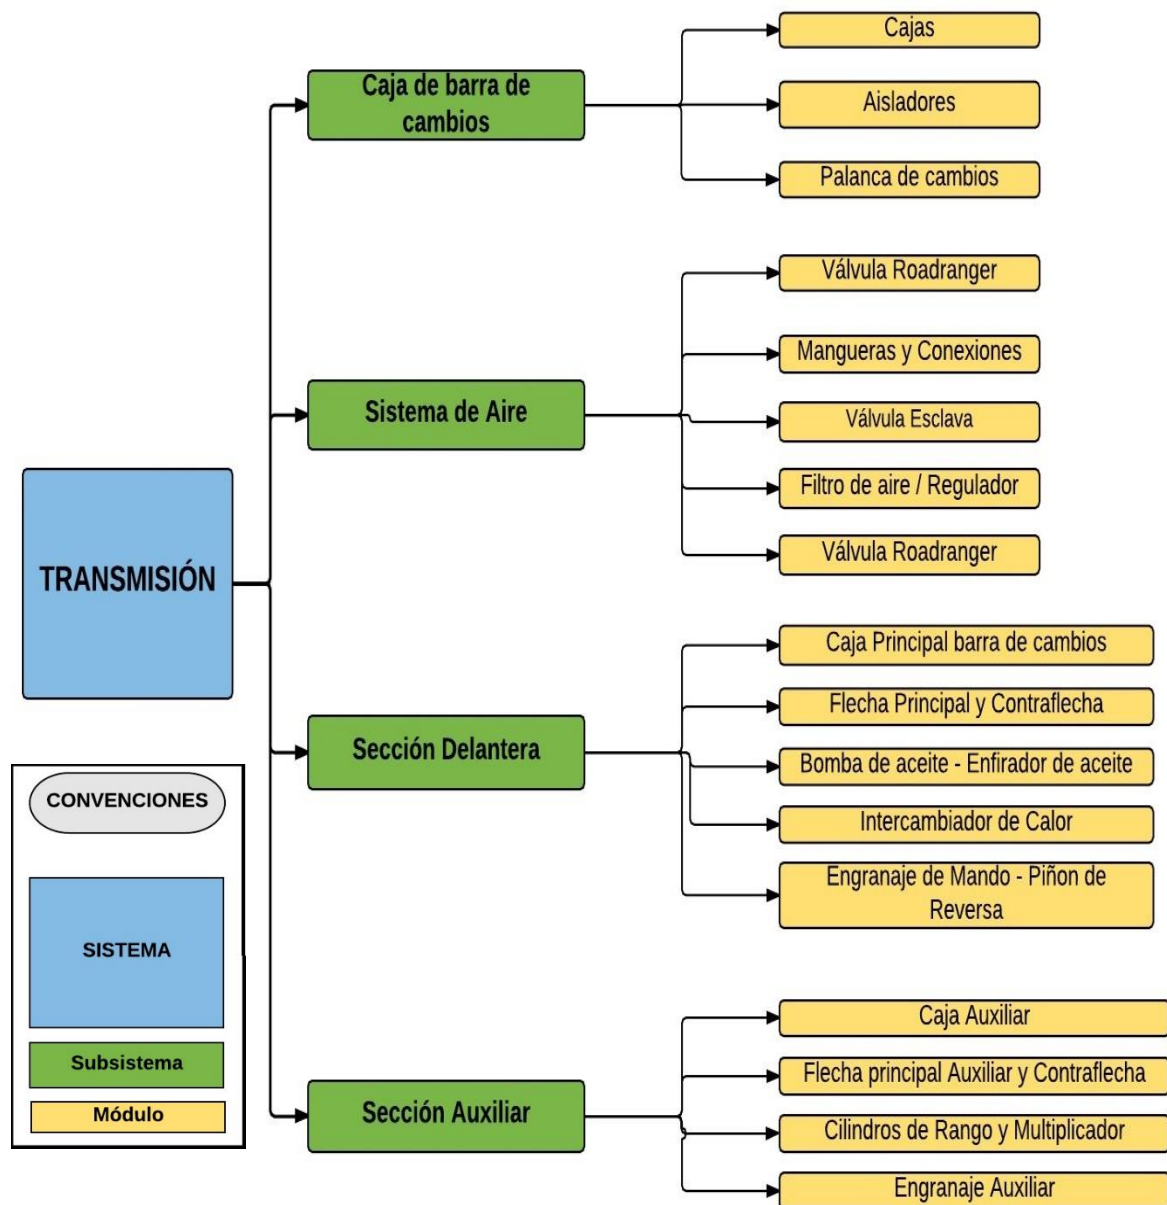 Cajas
Caja de barra de
cambios
Aisladores
Palanca de cambios
Válvula Roadranger
Mangueras y Conexiones
Sistema de Aire
Válvula Esclava
Filtro de aire / Regulador
Válvula Roadranger
TRANSMISIÓN
Caja Principal barra de cambios
Flecha Principal y Contraflecha
Sección Delantera
Bomba de aceite - Enfirador de aceite
Intercambiador de Calor
Engranaje de Mando - Piñon de
Reversa
Caja Auxiliar
Flecha principal Auxiliar y Contraflecha
Sección Auxiliar
Cilindros de Rango y Multiplicador
Engranaje Auxiliar
CONVENCIONES
SISTEMA
Subsistema
Módulo